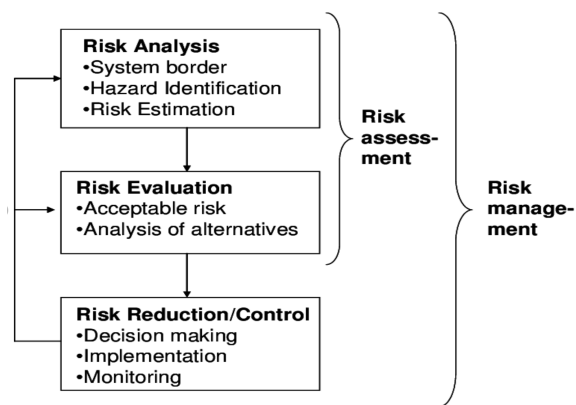 Risk Analysis
•System border
•Hazard Identification
•Risk Estimation
Risk
assess-
ment
Risk Evaluation
•Acceptable risk
•Analysis of alternatives
Risk
manage-
ment
Risk Reduction/Control
•Decision making
•Implementation
•Monitoring